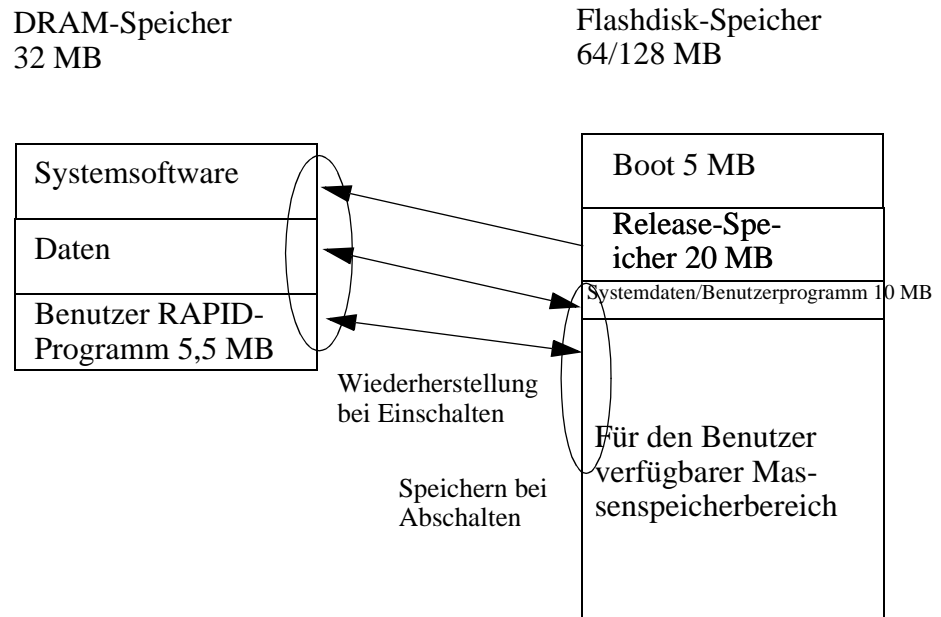 DRAM-Speicher
32 MB
Flashdisk-Speicher
64/128 MB
Systemsoftware
Daten
Benutzer RAPID-
Programm 5,5 MB
Boot 5 MB
Release-Spe-
icher 20 MB
Systemdaten/Benutzerprogramm 10 MB
Wiederherstellung
bei Einschalten
Speichern bei
Abschalten
Für den Benutzer
verfügbarer Mas-
senspeicherbereich